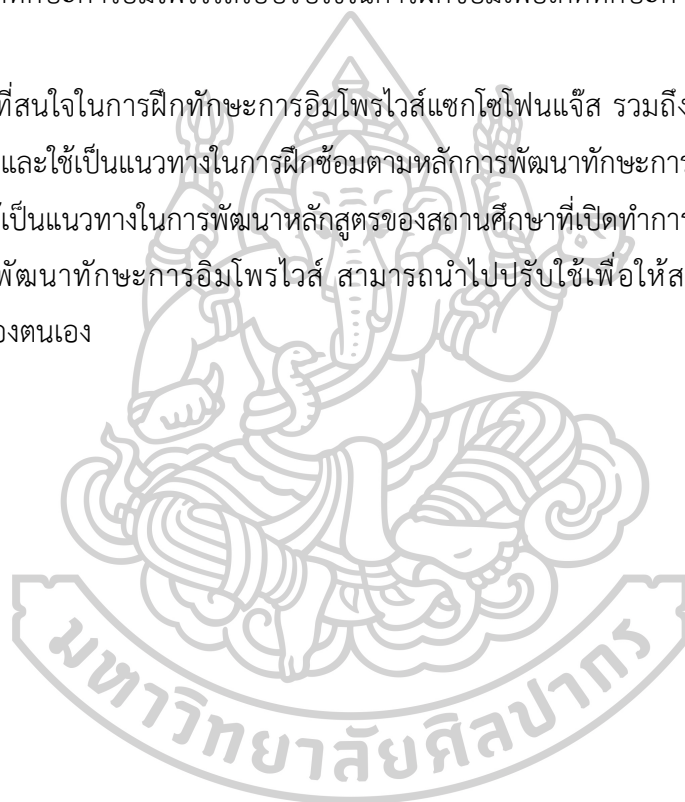 ที่สนใจในการฝึกทักษะการอิมโพรไวส์แซกโซโฟนแจ๊ส รวมถึง
และใช้เป็นแนวทางในการฝึกซ้อมตามหลักการพัฒนาทักษะการ
เป็นแนวทางในการพัฒนาหลักสูตรของสถานศึกษาที่เปิดทำการ
พัฒนาทักษะการอิมโพรไวส์ สามารถนำไปปรับใช้เพื่อให้ส
องตนเอง
มหาวิทยาลัยศิลปากร